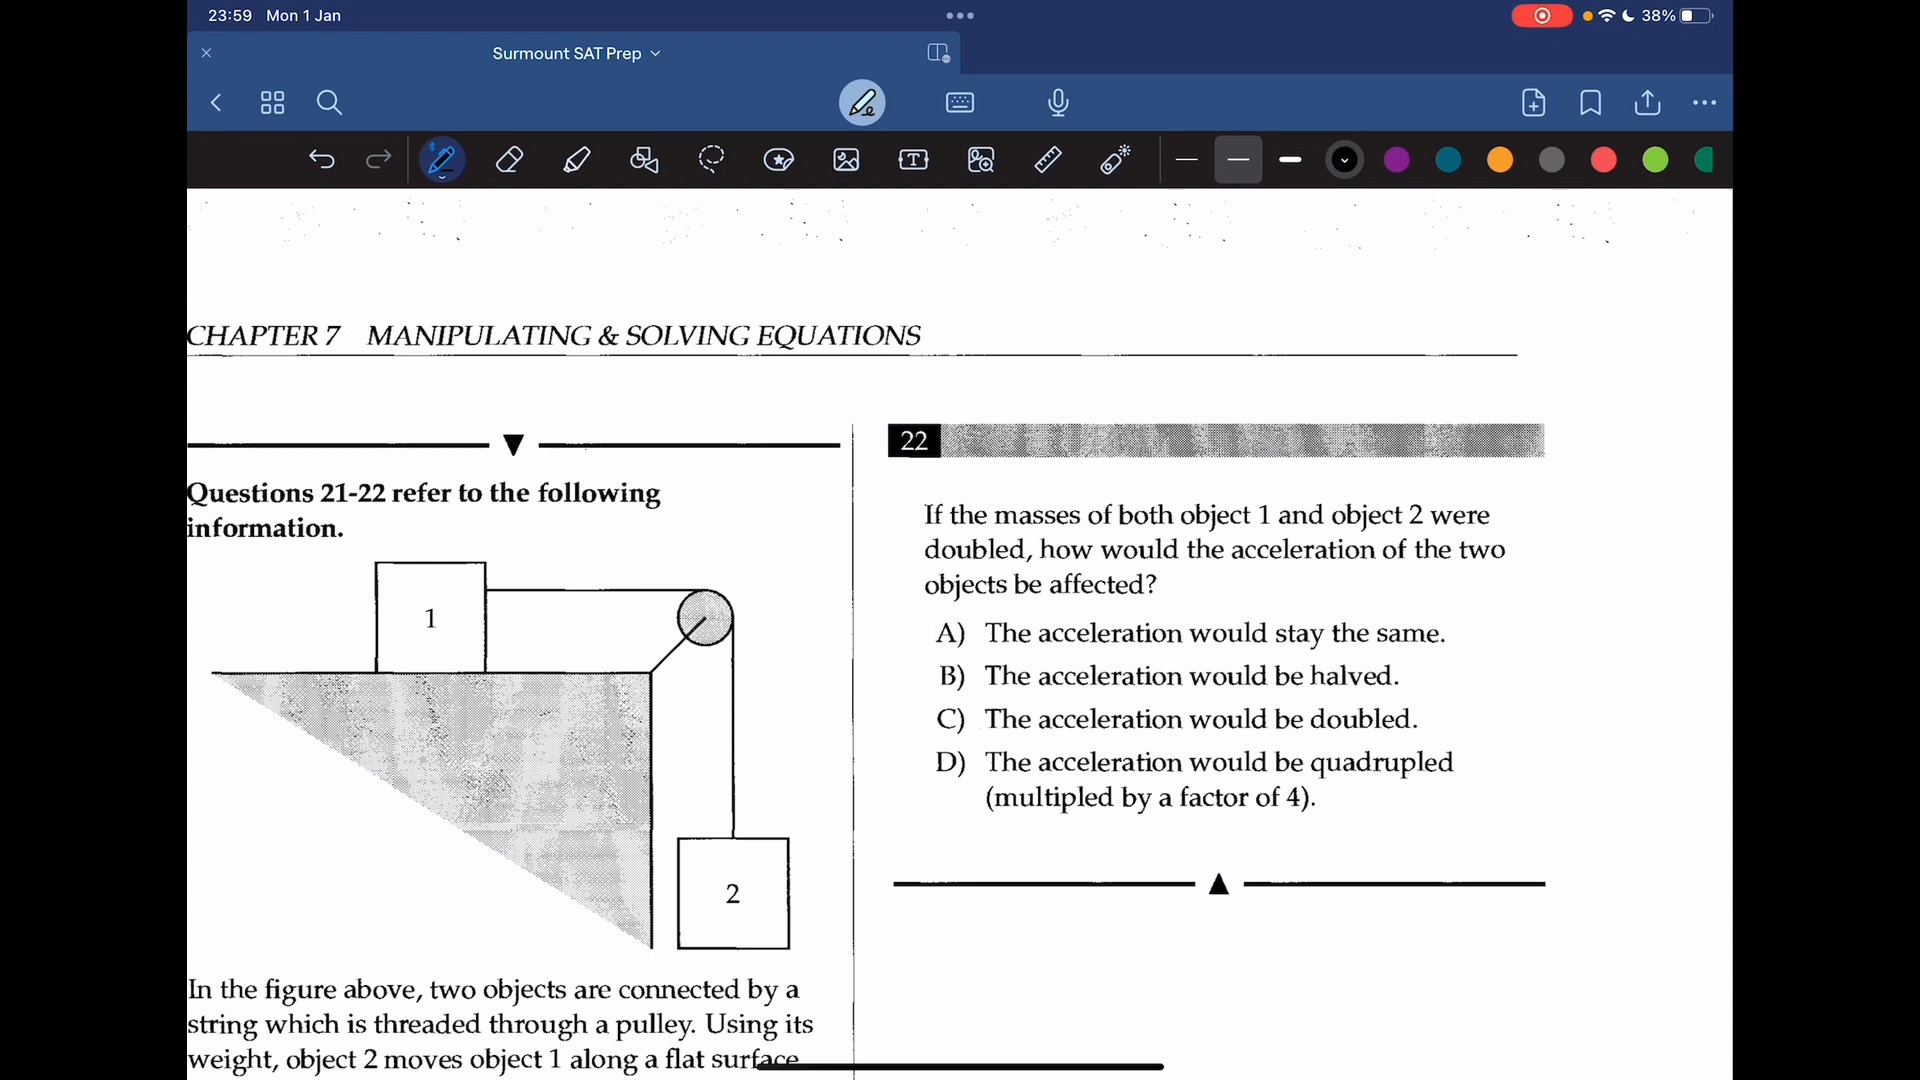 23:59 Mon 1 Jan
38%
Surmount SAT Prep
CHAPTER 7 MANIPULATING & SOLVING EQUATIONS
Questions 21-22 refer to the following
information.
1
2
In the figure above, two objects are connected by a
string which is threaded through a pulley. Using its
weight, object 2 moves object 1 along a flat surface
22
If the masses of both object 1 and object 2 were
doubled, how would the acceleration of the two
objects be affected?
A) The acceleration would stay the same.
B) The acceleration would be halved.
C) The acceleration would be doubled.
D) The acceleration would be quadrupled
(multipled by a factor of 4).